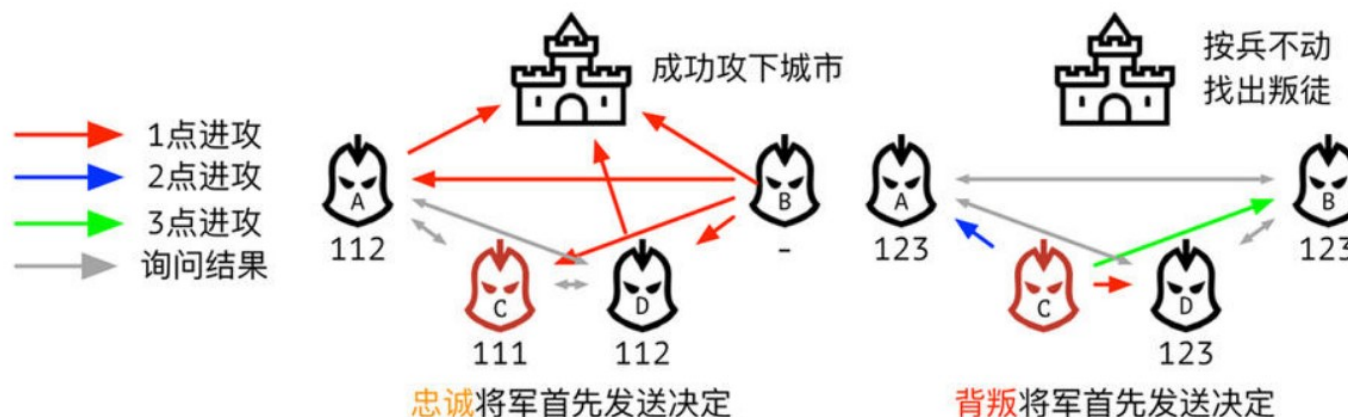 1点进攻
2点进攻
3点进攻
询问结果
成功攻下城市
A
112
B
-
C
111
D
112
忠诚将军首先发送决定
按兵不动
找出叛徒
A
123
B
123
C
D
123
背叛将军首先发送决定